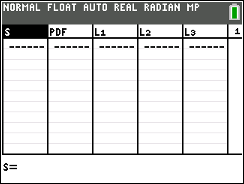 NORMAL FLOAT AUTO REAL RADIAN MP
S PDF L1 L2 L3 1
------ ------ ------ ------ ------
S=